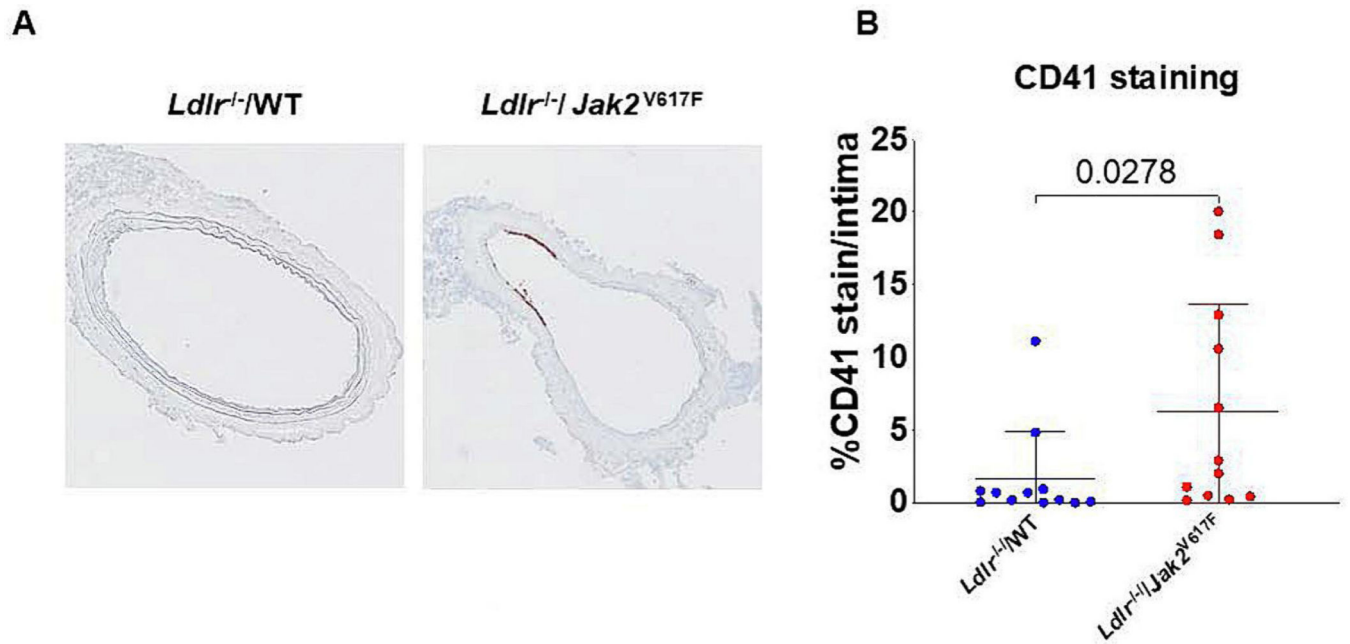 A
B
Ldlr⁻/⁻/WT
Ldlr⁻/⁻/ Jak2ⱽ⁶¹⁷ᶠ
CD41 staining
%CD41 stain/intima
25
20
15
10
5
0
0.0278
Ldlr⁻/⁻/WT
Ldlr⁻/⁻/Jak2ⱽ⁶¹⁷ᶠ